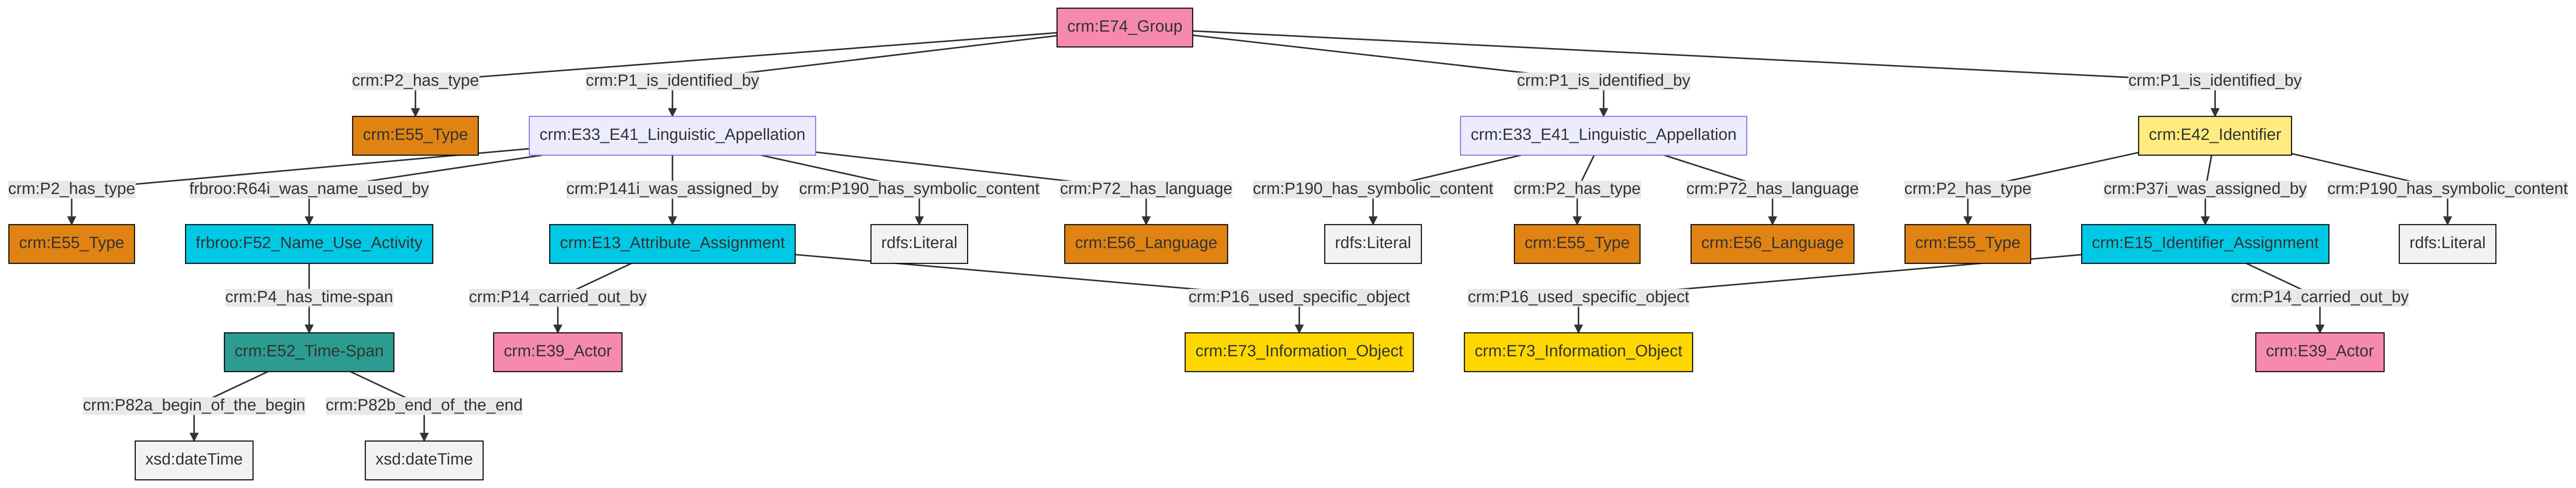 crm:E74_Group
crm:P2_has_type
crm:P1_is_identified_by
crm:P1_is_identified_by
crm:P1_is_identified_by
crm:E55_Type
crm:E33_E41_Linguistic_Appellation
crm:E33_E41_Linguistic_Appellation
crm:E42_Identifier
crm:P2_has_type
frbroo:R64i_was_name_used_by
crm:P141i_was_assigned_by
crm:P190_has_symbolic_content
crm:P72_has_language
crm:P190_has_symbolic_content
crm:P2_has_type
crm:P72_has_language
crm:P2_has_type
crm:P37i_was_assigned_by
crm:P190_has_symbolic_content
crm:E55_Type
frbroo:F52_Name_Use_Activity
crm:E13_Attribute_Assignment
rdfs:Literal
crm:E56_Language
rdfs:Literal
crm:E55_Type
crm:E56_Language
crm:E55_Type
crm:E15_Identifier_Assignment
rdfs:Literal
crm:P4_has_time-span
crm:P14_carried_out_by
crm:P16_used_specific_object
crm:P16_used_specific_object
crm:P14_carried_out_by
crm:E52_Time-Span
crm:E39_Actor
crm:E73_Information_Object
crm:E73_Information_Object
crm:E39_Actor
crm:P82a_begin_of_the_begin
crm:P82b_end_of_the_end
xsd:dateTime
xsd:dateTime